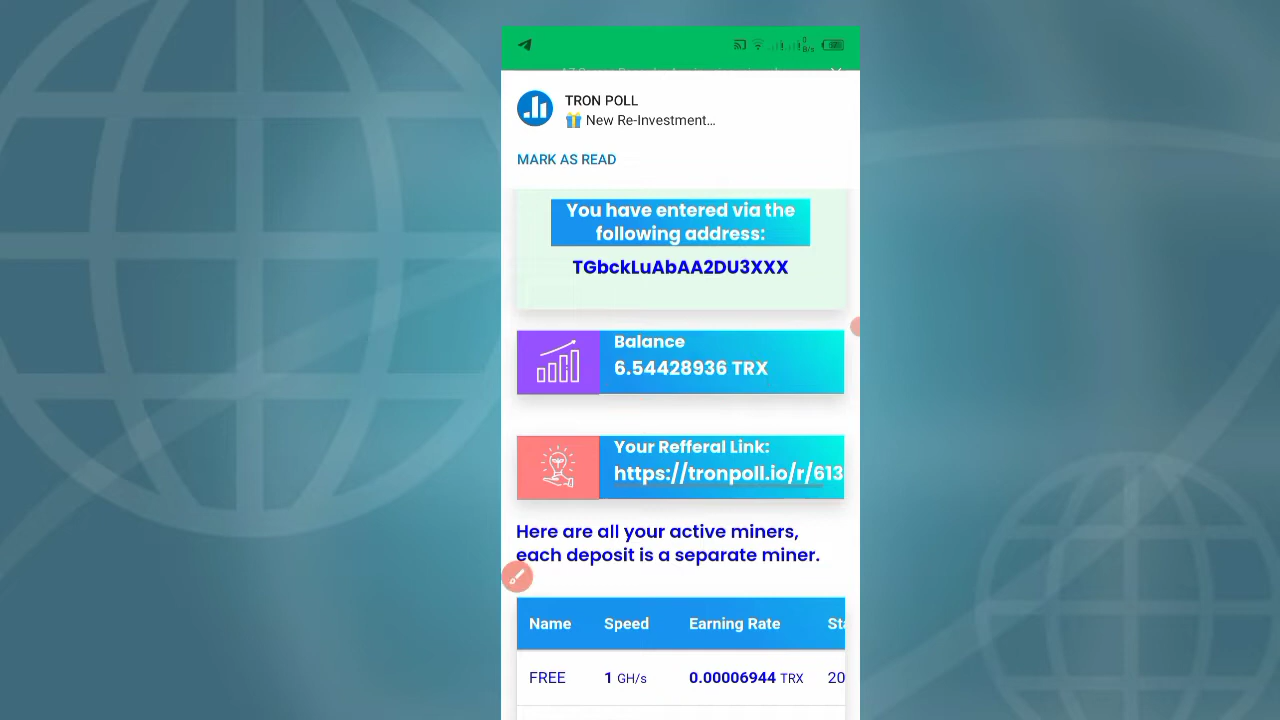 TRON POLL
🎁 New Re-Investment...
MARK AS READ
You have entered via the
following address:
TGbckLuAbAA2DU3XXX
Balance
6.54428936 TRX
Your Refferal Link:
https://tronpoll.io/r/613
Here are all your active miners,
each deposit is a separate miner.
Name Speed Earning Rate Sta
FREE 1 GH/s 0.00006944 TRX 20